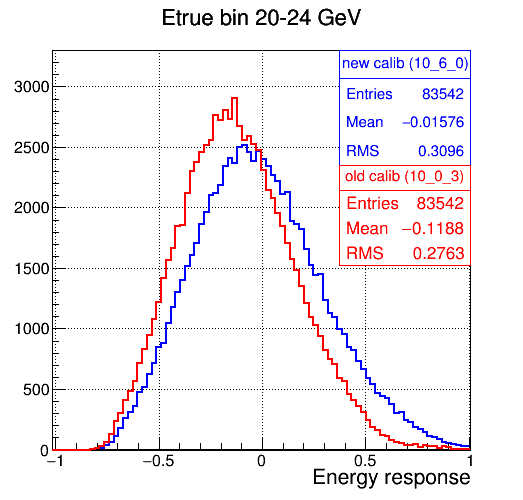 Etrue bin 20-24 GeV
new calib (10_6_0)
Entries 83542
Mean −0.01576
RMS 0.3096
old calib (10_0_3)
Entries 83542
Mean −0.1188
RMS 0.2763
3000
2500
2000
1500
1000
500
0
−1 −0.5 0 0.5 1
Energy response